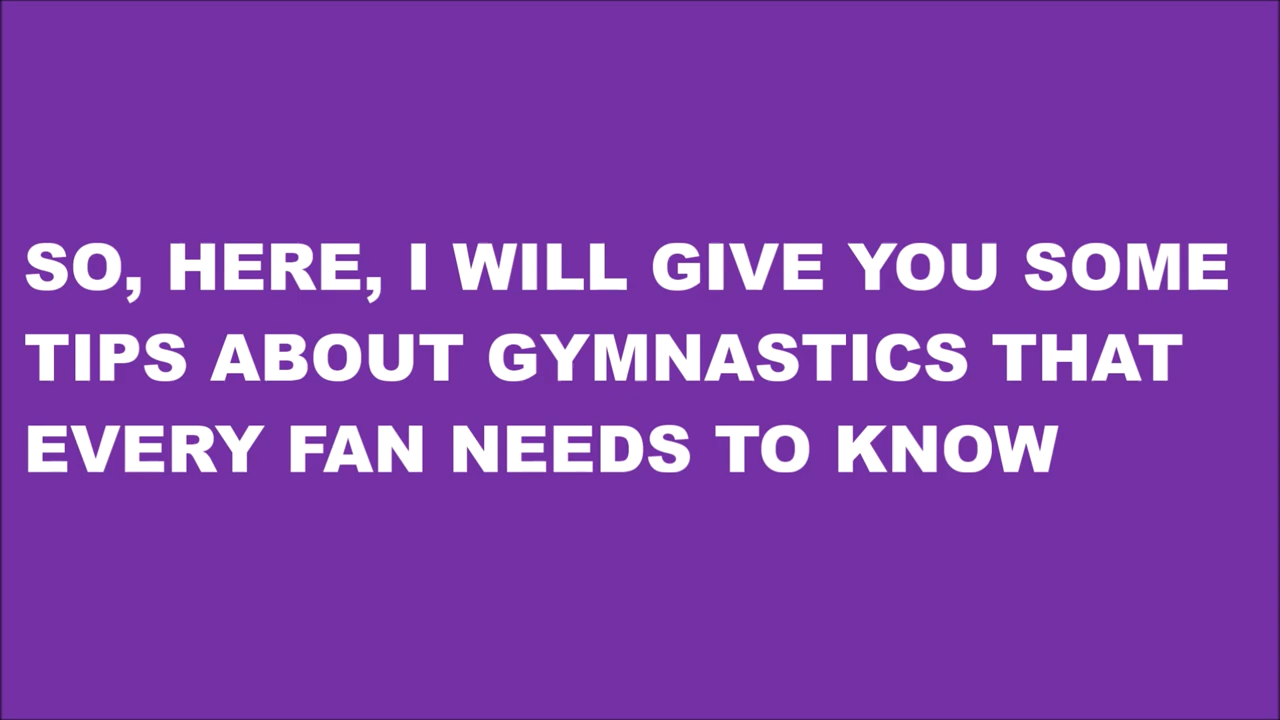 SO, HERE, I WILL GIVE YOU SOME
TIPS ABOUT GYMNASTICS THAT
EVERY FAN NEEDS TO KNOW